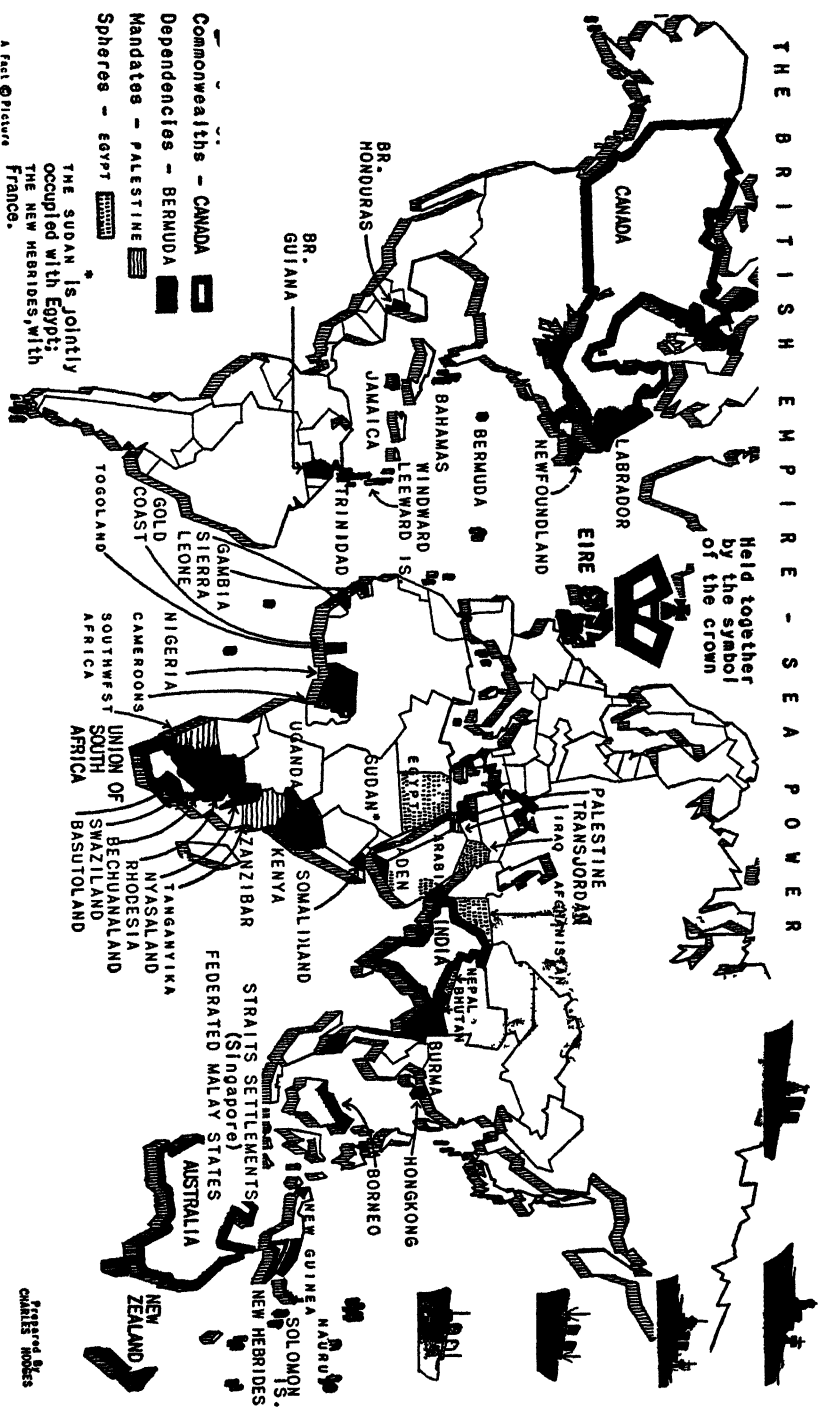 THE BRITISH EMPIRE - SEA POWER
Held together
by the symbol
of the crown
CANADA
LABRADOR
NEWFOUNDLAND
EIRE
BERMUDA
BAHAMAS
JAMAICA
WINDWARD
LEEWARD IS.
TRINIDAD
BR.
HONDURAS
BR.
GUIANA
GAMBIA
SIERRA
LEONE
GOLD
COAST
TOGOLAND
NIGERIA
CAMEROONS
SOUTHWEST
AFRICA
UNION OF
SOUTH
AFRICA
BASUTOLAND
SWAZILAND
BECHUANALAND
RHODESIA
NYASALAND
TANGANYIKA
ZANZIBAR
KENYA
SOMALILAND
UGANDA
SUDAN*
EGYPT
ADEN
ARABIA
PALESTINE
TRANSJORDAN
IRAQ
AFGHANISTAN
INDIA
NEPAL
BHUTAN
BURMA
HONGKONG
BORNEO
STRAITS SETTLEMENTS
(Singapore)
FEDERATED MALAY STATES
AUSTRALIA
NEW GUINEA
NAURU
SOLOMON
IS.
NEW HEBRIDES
NEW
ZEALAND
Commonwealths - CANADA
Dependencies - BERMUDA
Mandates - PALESTINE
Spheres - EGYPT
*
THE SUDAN is jointly
occupied with Egypt;
THE NEW HEBRIDES, with
France.
A Fact © Picture
Prepared By
CHARLES HODGES